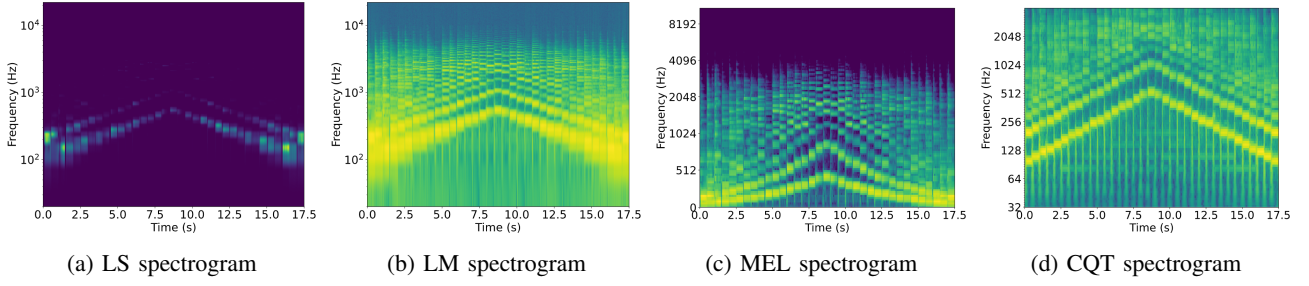 10⁴
10³
10²
Frequency (Hz)
0.0 2.5 5.0 7.5 10.0 12.5 15.0 17.5
Time (s)
(a) LS spectrogram
10⁴
10³
10²
Frequency (Hz)
0.0 2.5 5.0 7.5 10.0 12.5 15.0 17.5
Time (s)
(b) LM spectrogram
8192
4096
2048
1024
512
0
Frequency (Hz)
0.0 2.5 5.0 7.5 10.0 12.5 15.0 17.5
Time (s)
(c) MEL spectrogram
2048
1024
512
256
128
64
32
Frequency (Hz)
0.0 2.5 5.0 7.5 10.0 12.5 15.0 17.5
Time (s)
(d) CQT spectrogram